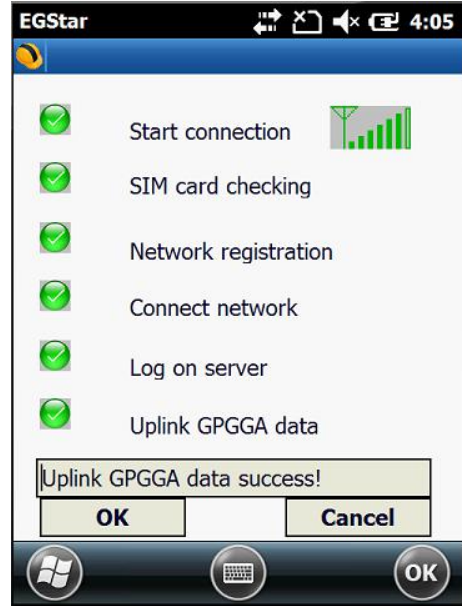 EGStar 4:05
Start connection
SIM card checking
Network registration
Connect network
Log on server
Uplink GPGGA data
Uplink GPGGA data success!
OK Cancel
OK